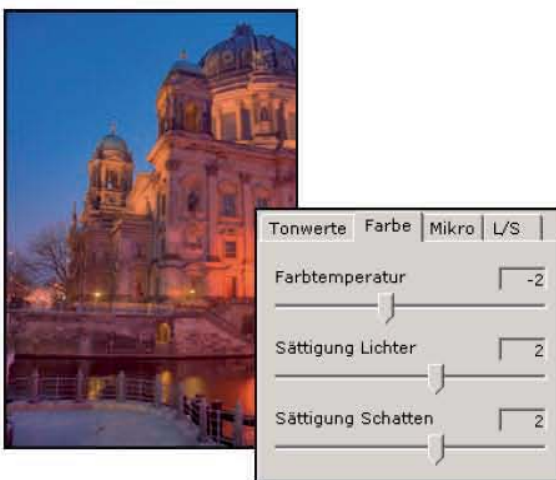 Tonwerte Farbe Mikro L/S
Farbtemperatur -2
Sättigung Lichter 2
Sättigung Schatten 2